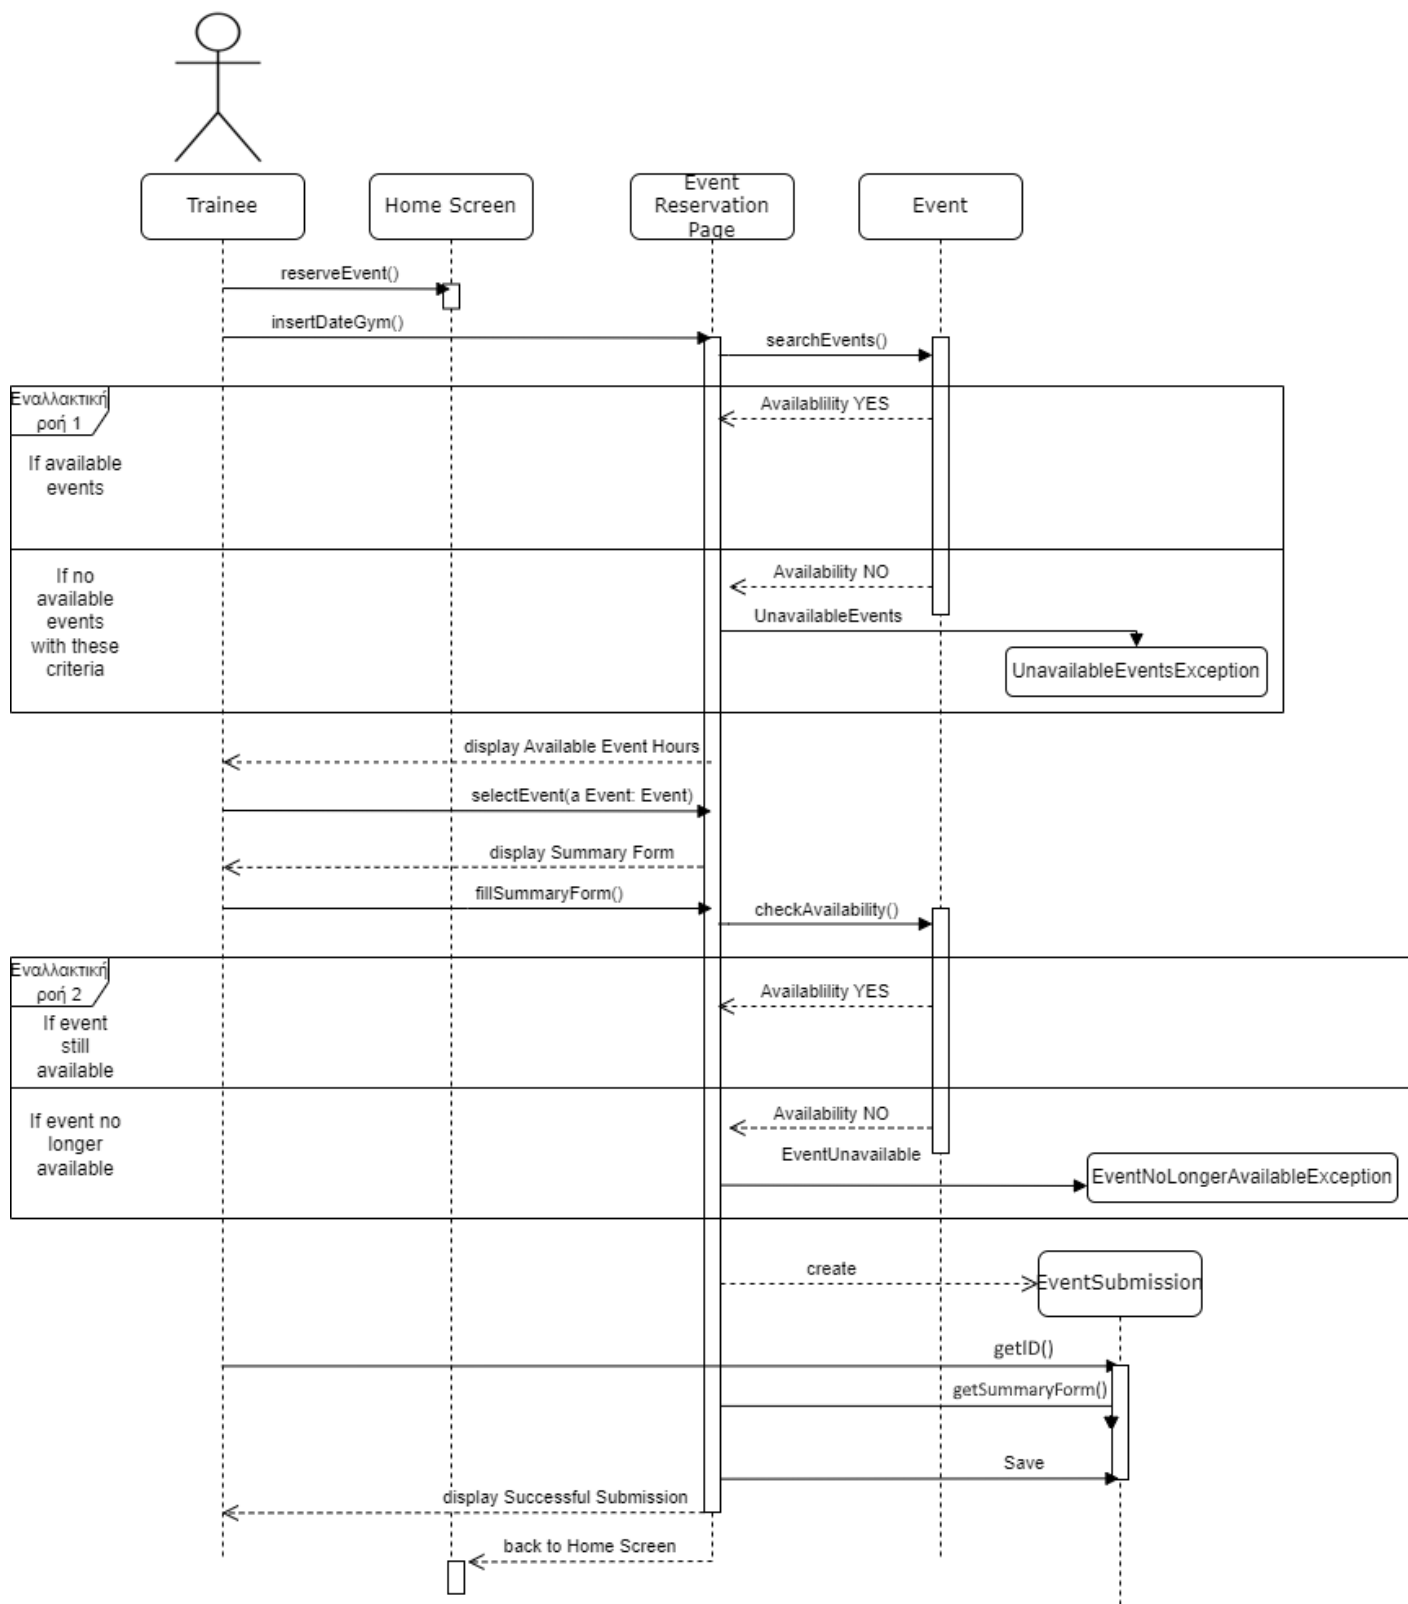 Trainee
Home Screen
Event
Reservation
Page
Event
reserveEvent()
insertDateGym()
searchEvents()
Εναλλακτική
ροή 1
Availablility YES
If available
events
If no
available
events
with these
criteria
Availability NO
UnavailableEvents
UnavailableEventsException
display Available Event Hours
selectEvent(a Event: Event)
display Summary Form
fillSummaryForm()
checkAvailability()
Εναλλακτική
ροή 2
Availablility YES
If event
still
available
If event no
longer
available
Availability NO
EventUnavailable
EventNoLongerAvailableException
create
EventSubmission
getID()
getSummaryForm()
Save
display Successful Submission
back to Home Screen